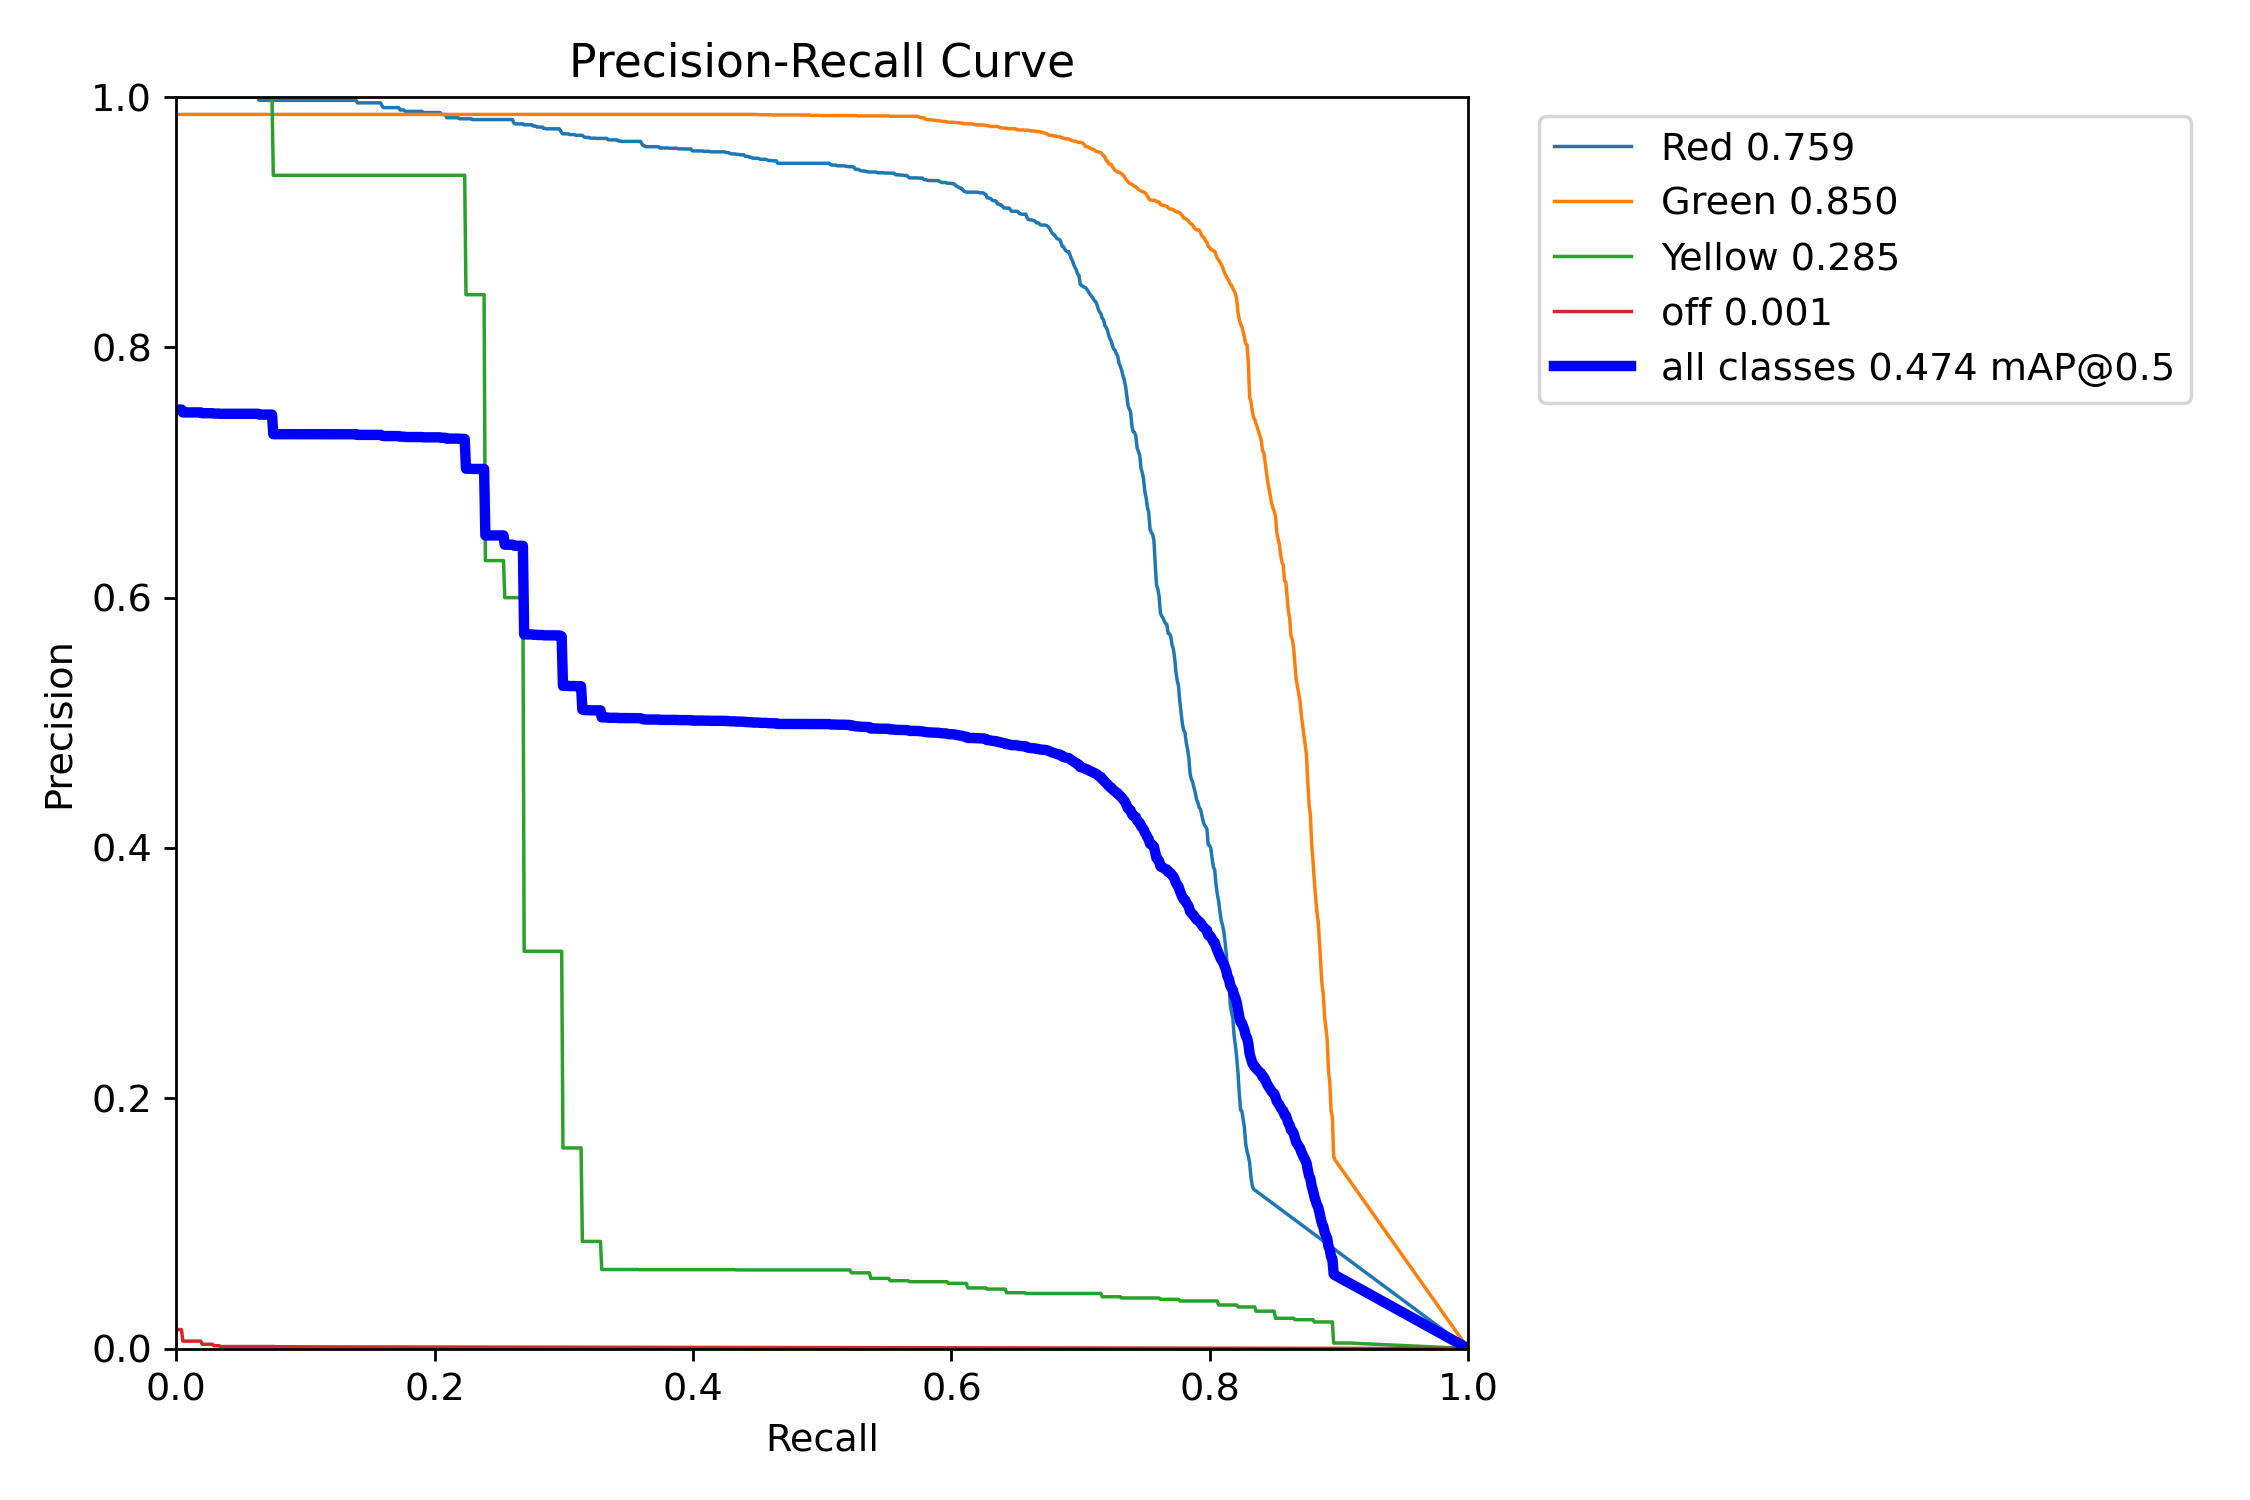 Precision-Recall Curve
1.0
0.8
0.6
0.4
0.2
0.0
Precision
0.0 0.2 0.4 0.6 0.8 1.0
Recall
Red 0.759
Green 0.850
Yellow 0.285
off 0.001
all classes 0.474 mAP@0.5